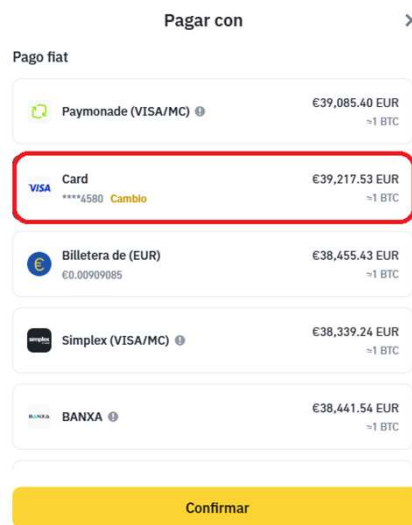 Pagar con
Pago fiat
Paymonade (VISA/MC)
€39,085.40 EUR
≈1 BTC
VISA
Card
****4580 Cambio
€39,217.53 EUR
≈1 BTC
Billetera de (EUR)
€0.00909085
€38,455.43 EUR
≈1 BTC
simplex
Simplex (VISA/MC)
€38,339.24 EUR
≈1 BTC
BANXA
BANXA
€38,441.54 EUR
≈1 BTC
Confirmar